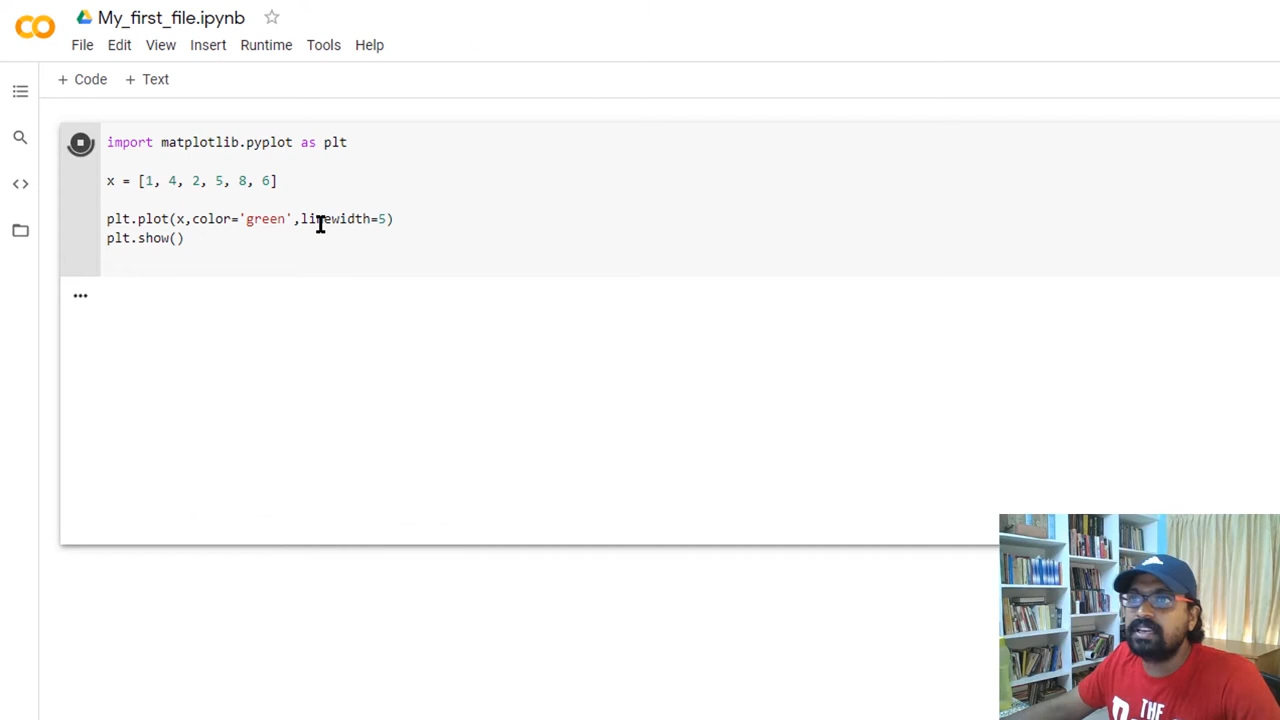 My_first_file.ipynb
File Edit View Insert Runtime Tools Help
+ Code + Text
import matplotlib.pyplot as plt
x = [1, 4, 2, 5, 8, 6]
plt.plot(x,color='green',linewidth=5)
plt.show()
THE